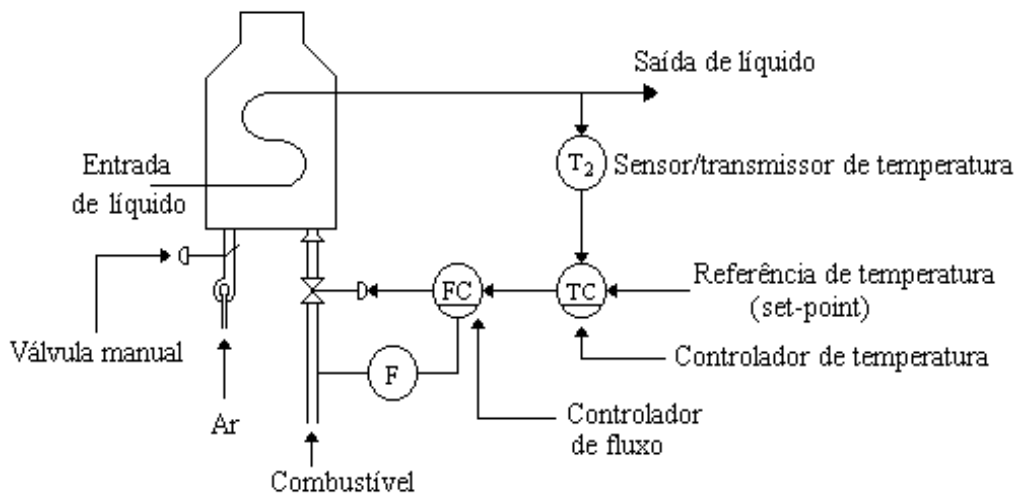 Saída de líquido
Entrada
de líquido
T2
Sensor/transmissor de temperatura
FC
TC
Referência de temperatura
(set-point)
Válvula manual
F
Controlador de temperatura
Ar
Controlador
de fluxo
Combustível